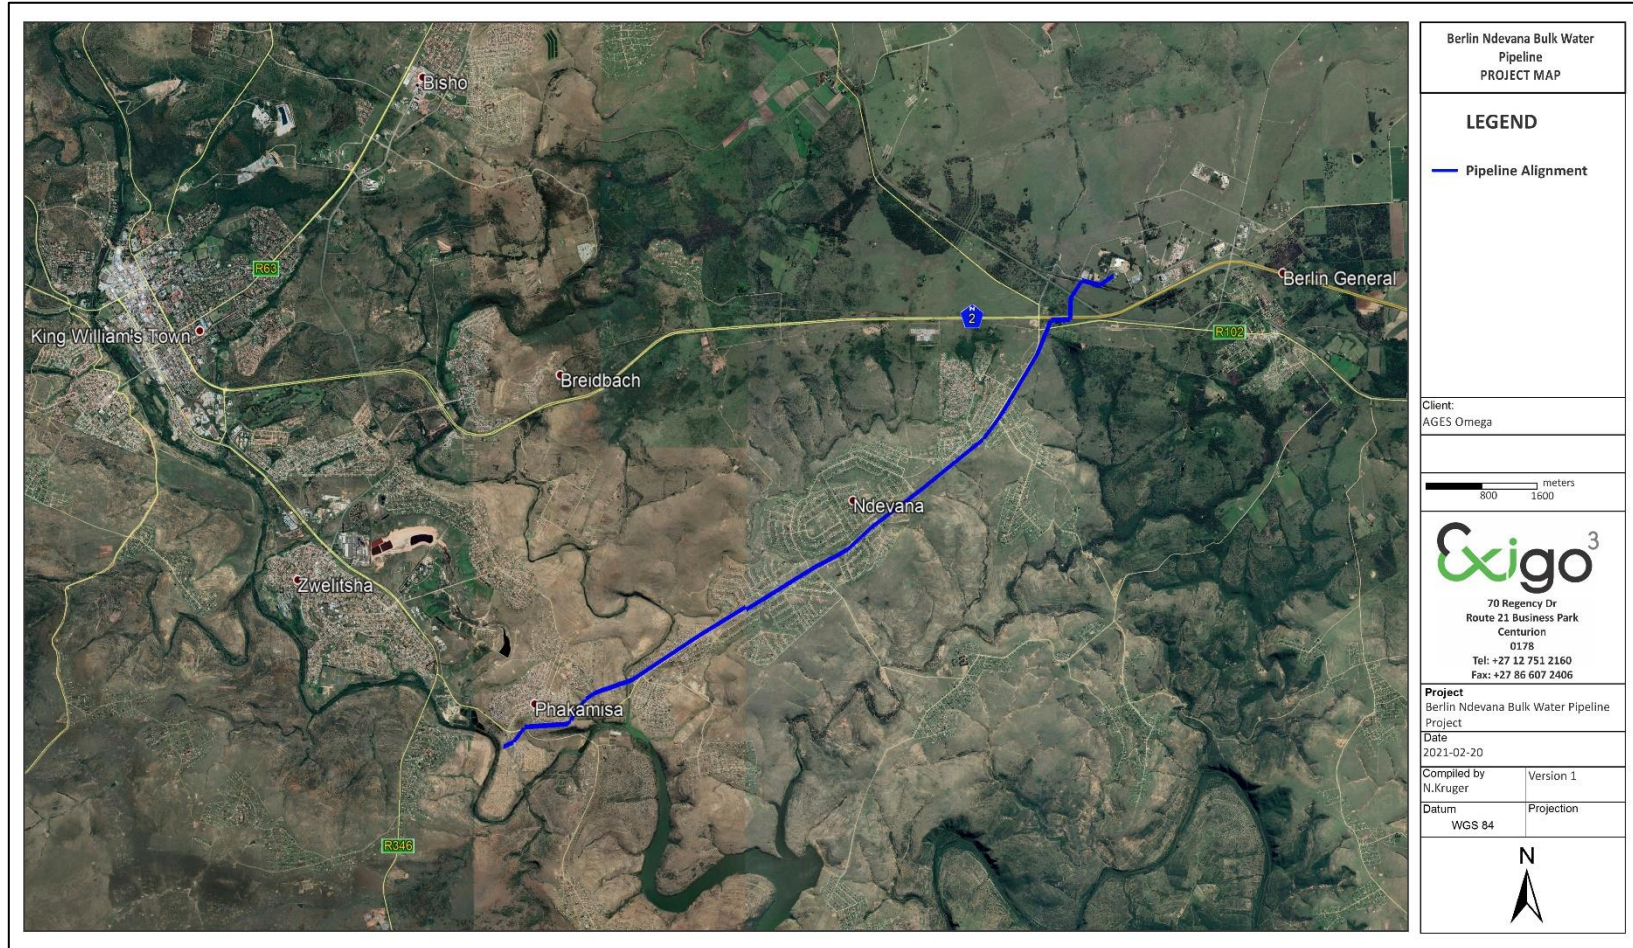 Bisho
R63
King William's Town
Breidbach
N
2
Berlin General
R102
Ndevana
Zwelitsha
Phakamisa
R346
Berlin Ndevana Bulk Water
Pipeline
PROJECT MAP
LEGEND
Pipeline Alignment
Client:
AGES Omega
meters
800 1600
Exigo3
70 Regency Dr
Route 21 Business Park
Centurion
0178
Tel: +27 12 751 2160
Fax: +27 86 607 2406
Project
Berlin Ndevana Bulk Water Pipeline
Project
Date
2021-02-20
Compiled by
N.Kruger
Version 1
Datum
WGS 84
Projection
N